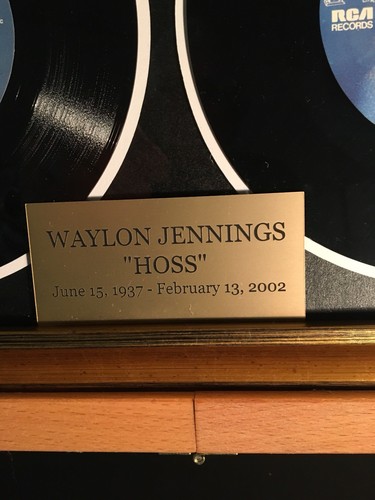 RCA
RECORDS
WAYLON JENNINGS
"HOSS"
June 15, 1937 - February 13, 2002